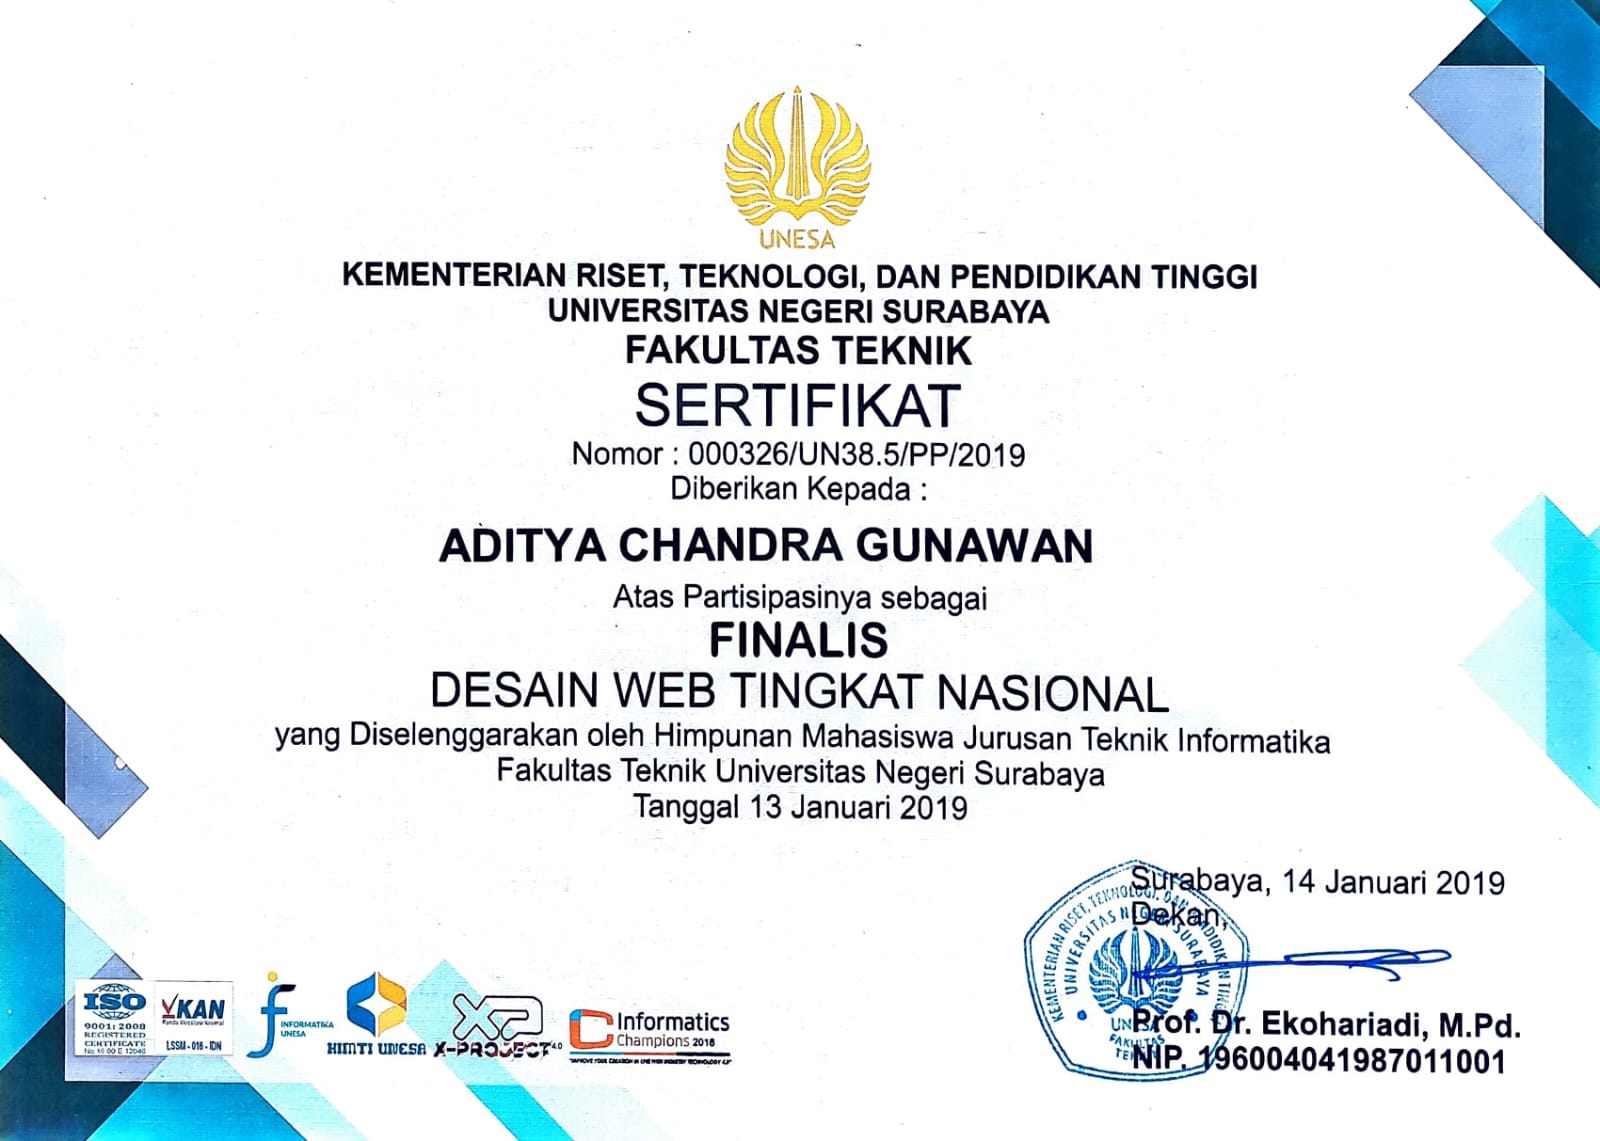 UNESA
KEMENTERIAN RISET, TEKNOLOGI, DAN PENDIDIKAN TINGGI
UNIVERSITAS NEGERI SURABAYA
FAKULTAS TEKNIK
SERTIFIKAT
Nomor : 000326/UN38.5/PP/2019
Diberikan Kepada :
ADITYA CHANDRA GUNAWAN
Atas Partisipasinya sebagai
FINALIS
DESAIN WEB TINGKAT NASIONAL
yang Diselenggarakan oleh Himpunan Mahasiswa Jurusan Teknik Informatika
Fakultas Teknik Universitas Negeri Surabaya
Tanggal 13 Januari 2019
Surabaya, 14 Januari 2019
Dekan,
KEMENTERIAN RISET, TEKNOLOGI, DAN PENDIDIKAN TINGGI
UNIVERSITAS NEGERI SURABAYA
UNESA
FAKULTAS
TEKNIK
Prof. Dr. Ekohariadi, M.Pd.
NIP. 196004041987011001
ISO
9001: 2008
REGISTERED
CERTIFICATE
KAN
Komite Akreditasi Nasional
LSSM - 016 - IDN
INFORMATIKA
UNESA
HIMTI UNESA
XP
X-PROJECT 4.0
Informatics
Champions 2018